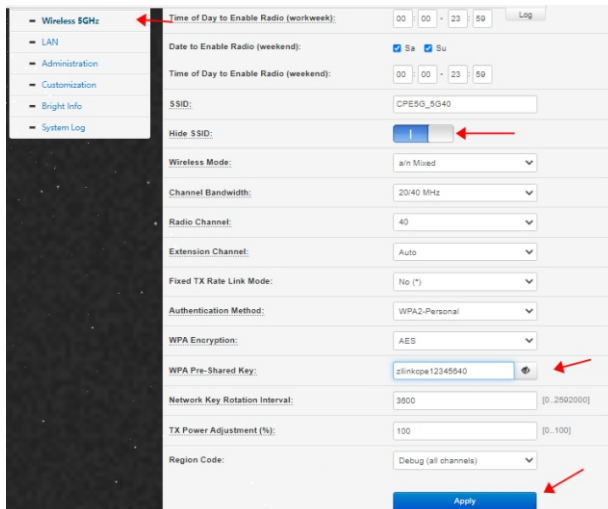 Wireless 5GHz
LAN
Administration
Customization
Bright Info
System Log
Time of Day to Enable Radio (workweek): 00 : 00 - 23 : 59 Log
Date to Enable Radio (weekend): Sa Su
Time of Day to Enable Radio (weekend): 00 : 00 - 23 : 59
SSID: CPE5G_5G40
Hide SSID:
Wireless Mode: a/n Mixed
Channel Bandwidth: 20/40 MHz
Radio Channel: 40
Extension Channel: Auto
Fixed TX Rate Link Mode: No (*)
Authentication Method: WPA2-Personal
WPA Encryption: AES
WPA Pre-Shared Key: zllinkcpe12345640
Network Key Rotation Interval: 3600 [0..2592000]
TX Power Adjustment (%): 100 [0..100]
Region Code: Debug (all channels)
Apply